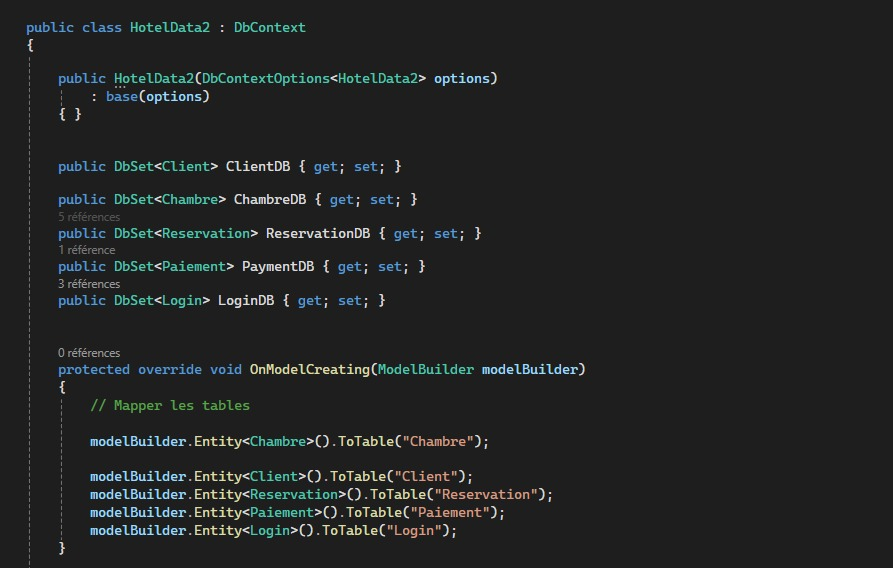 public class HotelData2 : DbContext
{
public HotelData2(DbContextOptions<HotelData2> options)
: base(options)
{ }
public DbSet<Client> ClientDB { get; set; }
public DbSet<Chambre> ChambreDB { get; set; }
5 références
public DbSet<Reservation> ReservationDB { get; set; }
1 référence
public DbSet<Paiement> PaymentDB { get; set; }
3 références
public DbSet<Login> LoginDB { get; set; }
0 références
protected override void OnModelCreating(ModelBuilder modelBuilder)
{
// Mapper les tables
modelBuilder.Entity<Chambre>().ToTable("Chambre");
modelBuilder.Entity<Client>().ToTable("Client");
modelBuilder.Entity<Reservation>().ToTable("Reservation");
modelBuilder.Entity<Paiement>().ToTable("Paiement");
modelBuilder.Entity<Login>().ToTable("Login");
}